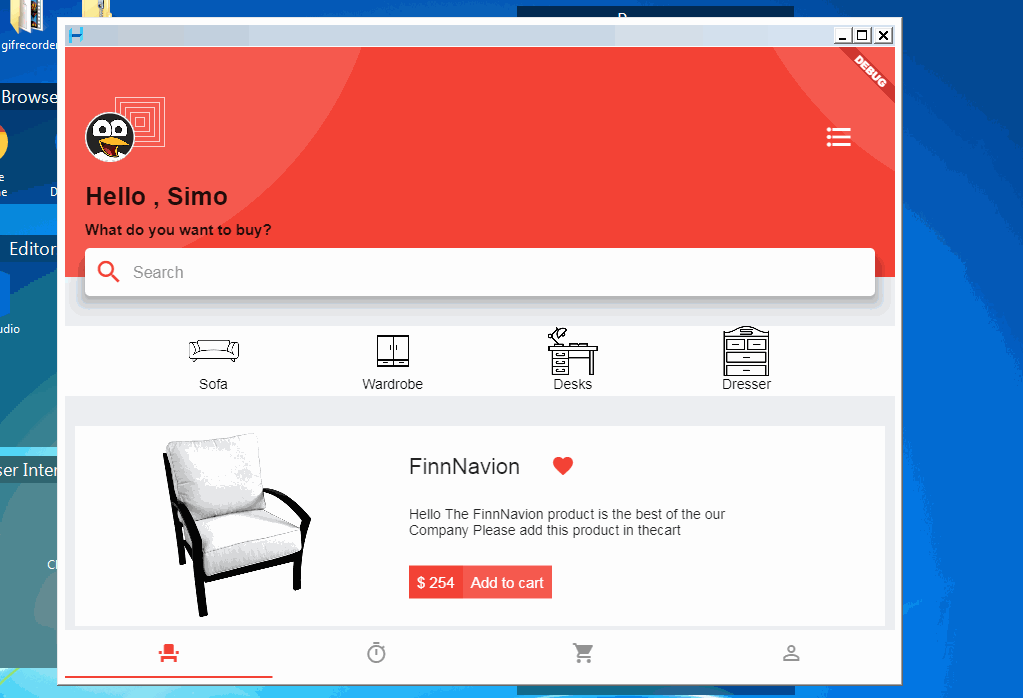 gifrecorder
Browse
Editor
udio
ser Inter
DEBUG
Hello , Simo
What do you want to buy?
Search
Sofa
Wardrobe
Desks
Dresser
FinnNavion
Hello The FinnNavion product is the best of the our
Company Please add this product in thecart
$ 254
Add to cart